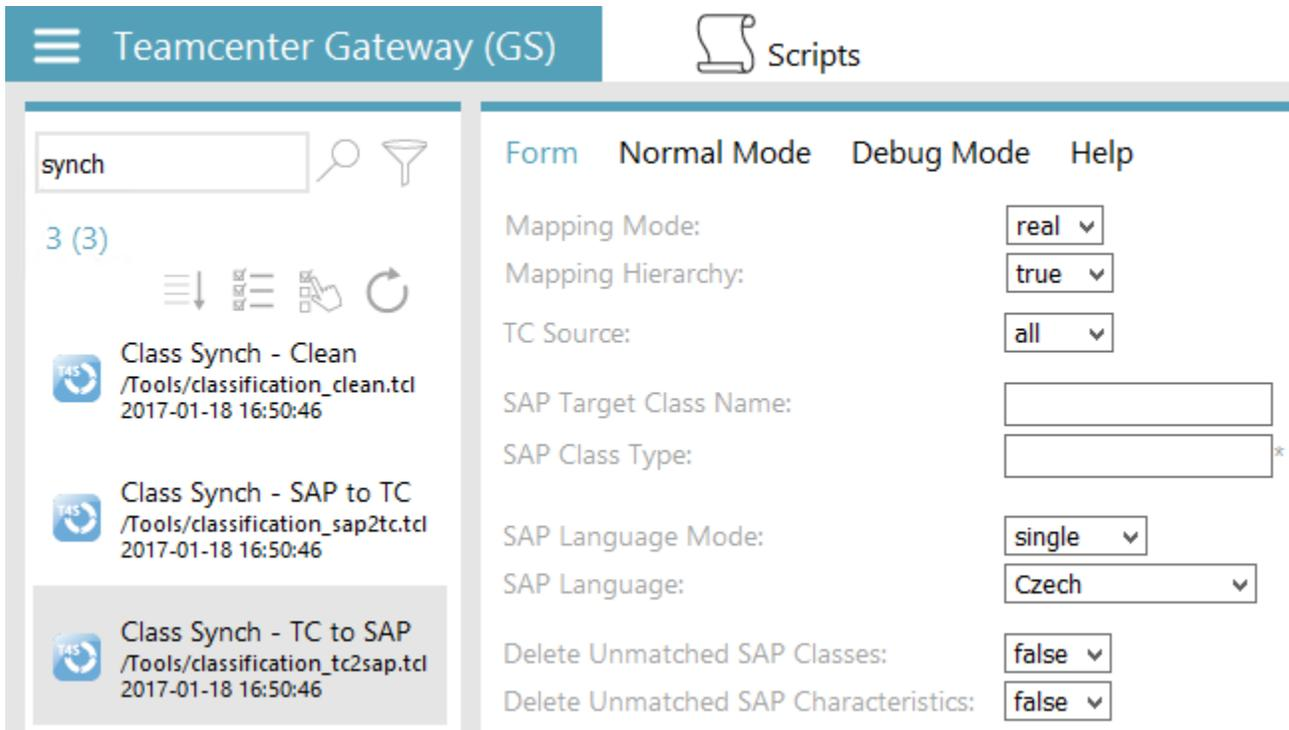 Teamcenter Gateway (GS)
Scripts
synch
3 (3)
Class Synch - Clean
/Tools/classification_clean.tcl
2017-01-18 16:50:46
Class Synch - SAP to TC
/Tools/classification_sap2tc.tcl
2017-01-18 16:50:46
Class Synch - TC to SAP
/Tools/classification_tc2sap.tcl
2017-01-18 16:50:46
T4S
T4S
T4S
Form Normal Mode Debug Mode Help
Mapping Mode: real
Mapping Hierarchy: true
TC Source: all
SAP Target Class Name:
SAP Class Type: *
SAP Language Mode: single
SAP Language: Czech
Delete Unmatched SAP Classes: false
Delete Unmatched SAP Characteristics: false